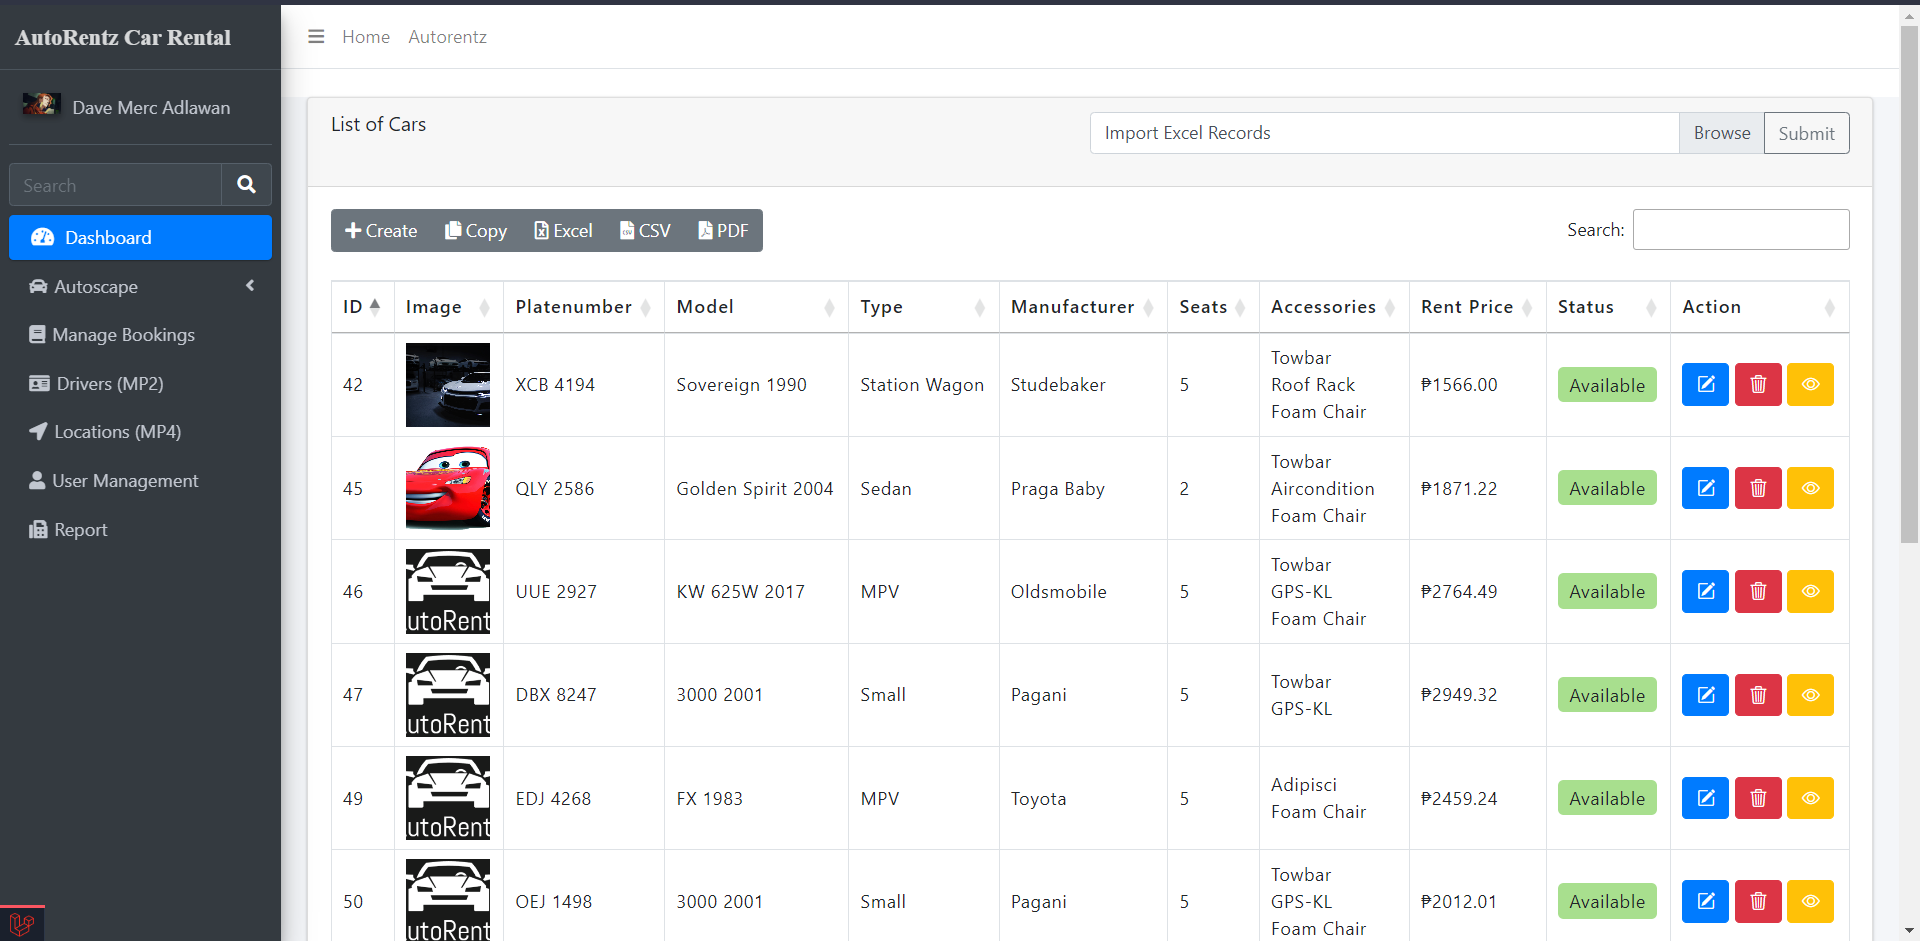 AutoRentz Car Rental
Home Autorentz
Dave Merc Adlawan
Search
Dashboard
Autoscape
Manage Bookings
Drivers (MP2)
Locations (MP4)
User Management
Report
List of Cars
Import Excel Records Browse Submit
Create Copy Excel CSV PDF
Search:
ID Image Platenumber Model Type Manufacturer Seats Accessories Rent Price Status Action
42 XCB 4194 Sovereign 1990 Station Wagon Studebaker 5 Towbar
Roof Rack
Foam Chair
₱1566.00 Available
45 QLY 2586 Golden Spirit 2004 Sedan Praga Baby 2 Towbar
Aircondition
Foam Chair
₱1871.22 Available
46 utoRent UUE 2927 KW 625W 2017 MPV Oldsmobile 5 Towbar
GPS-KL
Foam Chair
₱2764.49 Available
47 utoRent DBX 8247 3000 2001 Small Pagani 5 Towbar
GPS-KL
₱2949.32 Available
49 utoRent EDJ 4268 FX 1983 MPV Toyota 5 Adipisci
Foam Chair
₱2459.24 Available
50 utoRent OEJ 1498 3000 2001 Small Pagani 5 Towbar
GPS-KL
Foam Chair
₱2012.01 Available